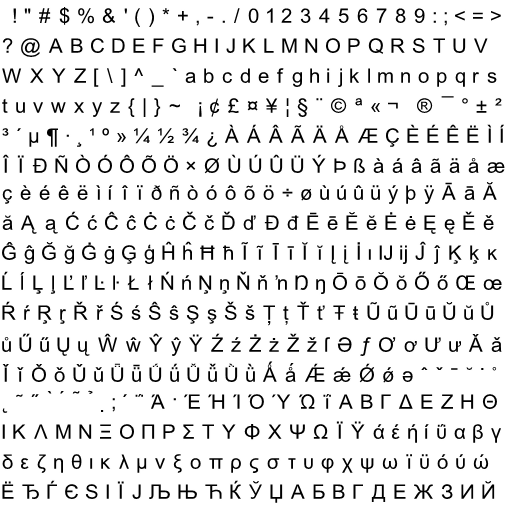 ! " # $ % & ' ( ) * + , - . / 0 1 2 3 4 5 6 7 8 9 : ; < = >
? @ A B C D E F G H I J K L M N O P Q R S T U V
W X Y Z [ \ ] ^ _ ` a b c d e f g h i j k l m n o p q r s
t u v w x y z { | } ~ ¡ ¢ £ ¤ ¥ ¦ § ¨ © ª « ¬ ® ¯ ° ± ²
³ ´ µ ¶ · ¸ ¹ º » ¼ ½ ¾ ¿ À Á Â Ã Ä Å Æ Ç È É Ê Ë Ì Í
Î Ï Ð Ñ Ò Ó Ô Õ Ö × Ø Ù Ú Û Ü Ý Þ ß à á â ã ä å æ
ç è é ê ë ì í î ï ð ñ ò ó ô õ ö ÷ ø ù ú û ü ý þ ÿ Ā ā Ă
ă Ą ą Ć ć Ĉ ĉ Ċ ċ Č č Ď ď Đ đ Ē ē Ĕ ĕ Ė ė Ę ę Ě ě
Ĝ ĝ Ğ ğ Ġ ġ Ģ ģ Ĥ ĥ Ħ ħ Ĩ ĩ Ī ī Ĭ ĭ Į į İ ı Ĳ ĳ Ĵ ĵ Ķ ķ ĸ
Ĺ ĺ Ļ ļ Ľ ľ Ŀ ŀ Ł ł Ń ń Ņ ņ Ň ň ŉ Ŋ ŋ Ō ō Ŏ ŏ Ő ő Œ œ
Ŕ ŕ Ŗ ŗ Ř ř Ś ś Ŝ ŝ Ş ş Š š Ţ ţ Ť ť Ŧ ŧ Ũ ũ Ū ū Ŭ ŭ Ů
ů Ű ű Ų ų Ŵ ŵ Ŷ ŷ Ÿ Ź ź Ż ż Ž ž ſ Ə ƒ Ơ ơ Ư ư Ǎ ǎ
Ǐ ǐ Ǒ ǒ Ǔ ǔ Ǖ ǖ Ǘ ǘ Ǚ ǚ Ǜ ǜ Ǻ ǻ Ǽ ǽ Ǿ ǿ ə ˆ ˇ ˉ ˘ ˙ ˚
˛ ˜ ˝ ̀ ́ ̃ ̉ ̣ ; ΄ ΅ Ά · Έ Ή Ί Ό Ύ Ώ ΐ Α Β Γ Δ Ε Ζ Η Θ
Ι Κ Λ Μ Ν Ξ Ο Π Ρ Σ Τ Υ Φ Χ Ψ Ω Ϊ Ϋ ά έ ή ί ΰ α β γ
δ ε ζ η θ ι κ λ μ ν ξ ο π ρ ς σ τ υ φ χ ψ ω ϊ ϋ ό ύ ώ
Ё Ђ Ѓ Є Ѕ І Ї Ј Љ Њ Ћ Ќ Ў Џ А Б В Г Д Е Ж З И Й